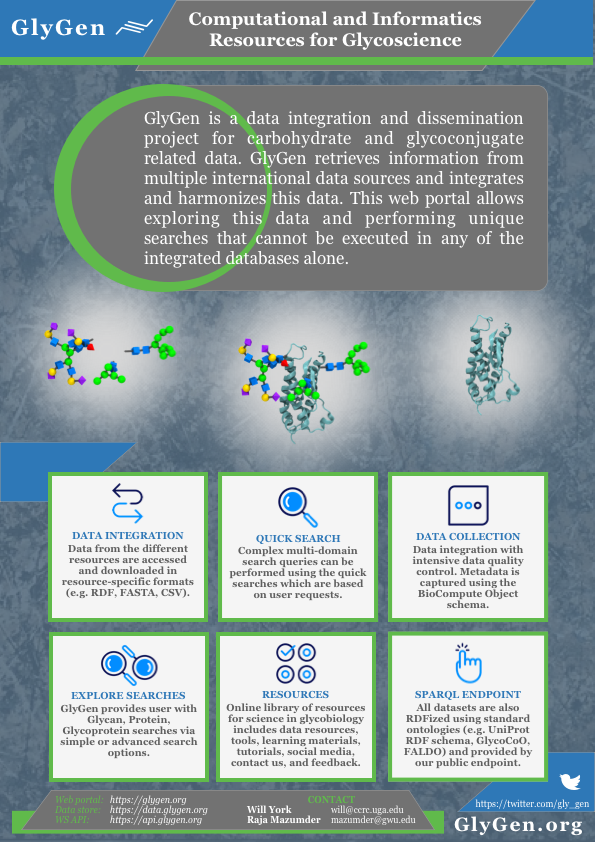 GlyGen
Computational and Informatics
Resources for Glycoscience
GlyGen is a data integration and dissemination
project for carbohydrate and glycoconjugate
related data. GlyGen retrieves information from
multiple international data sources and integrates
and harmonizes this data. This web portal allows
exploring this data and performing unique
searches that cannot be executed in any of the
integrated databases alone.
DATA INTEGRATION
Data from the different
resources are accessed
and downloaded in
resource-specific formats
(e.g. RDF, FASTA, CSV).
QUICK SEARCH
Complex multi-domain
search queries can be
performed using the quick
searches which are based
on user requests.
DATA COLLECTION
Data integration with
intensive data quality
control. Metadata is
captured using the
BioCompute Object
schema.
EXPLORE SEARCHES
GlyGen provides user with
Glycan, Protein,
Glycoprotein searches via
simple or advanced search
options.
RESOURCES
Online library of resources
for science in glycobiology
includes data resources,
tools, learning materials,
tutorials, social media,
contact us, and feedback.
SPARQL ENDPOINT
All datasets are also
RDFized using standard
ontologies (e.g. UniProt
RDF schema, GlycoCoO,
FALDO) and provided by
our public endpoint.
Web portal: https://glygen.org
Data store: https://data.glygen.org
WS API: https://api.glygen.org
CONTACT
Will York will@ccrc.uga.edu
Raja Mazumder mazumder@gwu.edu
https://twitter.com/gly_gen
GlyGen.org